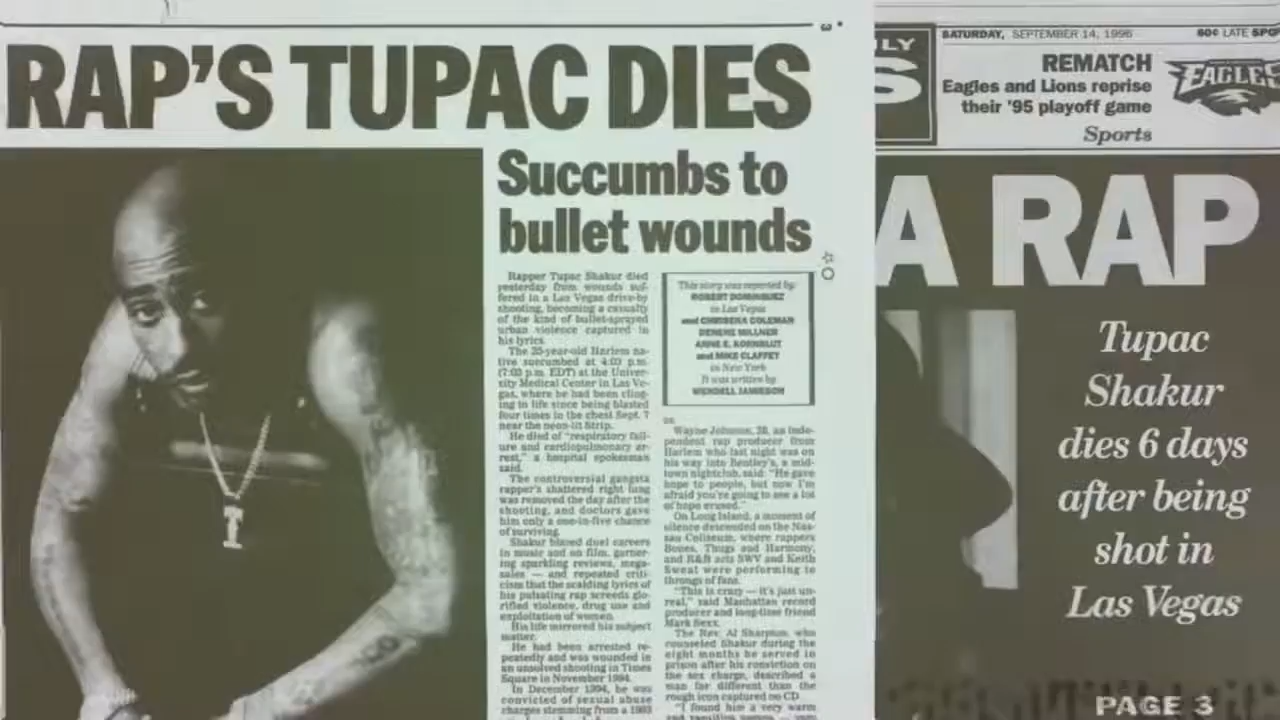 RAP'S TUPAC DIES
Succumbs to
bullet wounds
Rapper Tupac Shakur died
yesterday from wounds suf-
fered in a Las Vegas drive-by
shooting, becoming a casualty
of the kind of bullet-sprayed
urban violence captured in
his lyrics.
The 25-year-old Harlem na-
tive succumbed at 4:03 p.m.
(7:03 p.m. EDT) at the Univer-
sity Medical Center in Las Ve-
gas, where he had been cling-
ing to life since being blasted
four times in the chest Sept. 7
near the neon-lit Strip.
He died of "respiratory fail-
ure and cardiopulmonary ar-
rest," a hospital spokesman
said.
The controversial gangsta
rapper's shattered right lung
was removed the day after the
shooting, and doctors gave
him only a one-in-five chance
of surviving.
Shakur blazed duel careers
in music and on film, garner-
ing sparkling reviews, mega-
sales — and repeated criti-
cism that the scalding lyrics of
his pulsating rap screeds glo-
rified violence, drug use and
exploitation of women.
His life mirrored his subject
matter.
He had been arrested re-
peatedly and was wounded in
an unsolved shooting in Times
Square in November 1994.
In December 1994, he was
convicted of sexual abuse
charges stemming from a 1993
This story was reported by
ROBERT DOMINGUEZ
in Las Vegas
and CHRISENA COLEMAN
DENENE MILLNER
ANNE E. KORNBLUT
and MIKE CLAFFEY
in New York
It was written by
WENDELL JAMIESON
Wayne Johnson, 28, an inde-
pendent rap producer from
Harlem who last night was on
his way into Bentley's, a mid-
town nightclub, said: "He gave
hope to people, but now I'm
afraid you're going to see a lot
of hope erased."
On Long Island, a moment of
silence descended on the Nas-
sau Coliseum, where rappers
Bones, Thugs and Harmony,
and R&B acts SWV and Keith
Sweat were performing to
throngs of fans.
"This is crazy — it's just un-
real," said Manhattan record
producer and long-time friend
Mark Sexx.
The Rev. Al Sharpton, who
counseled Shakur during the
eight months he served in
prison after his conviction on
the sex charge, described a
man far different than the
rough icon captured on CD.
"I found him a very warm
T
3
ILY
S
SATURDAY, SEPTEMBER 14, 1996
60¢ LATE SPO
REMATCH
Eagles and Lions reprise
their '95 playoff game
Sports
EAGLES
A RAP
Tupac
Shakur
dies 6 days
after being
shot in
Las Vegas
PAGE 3